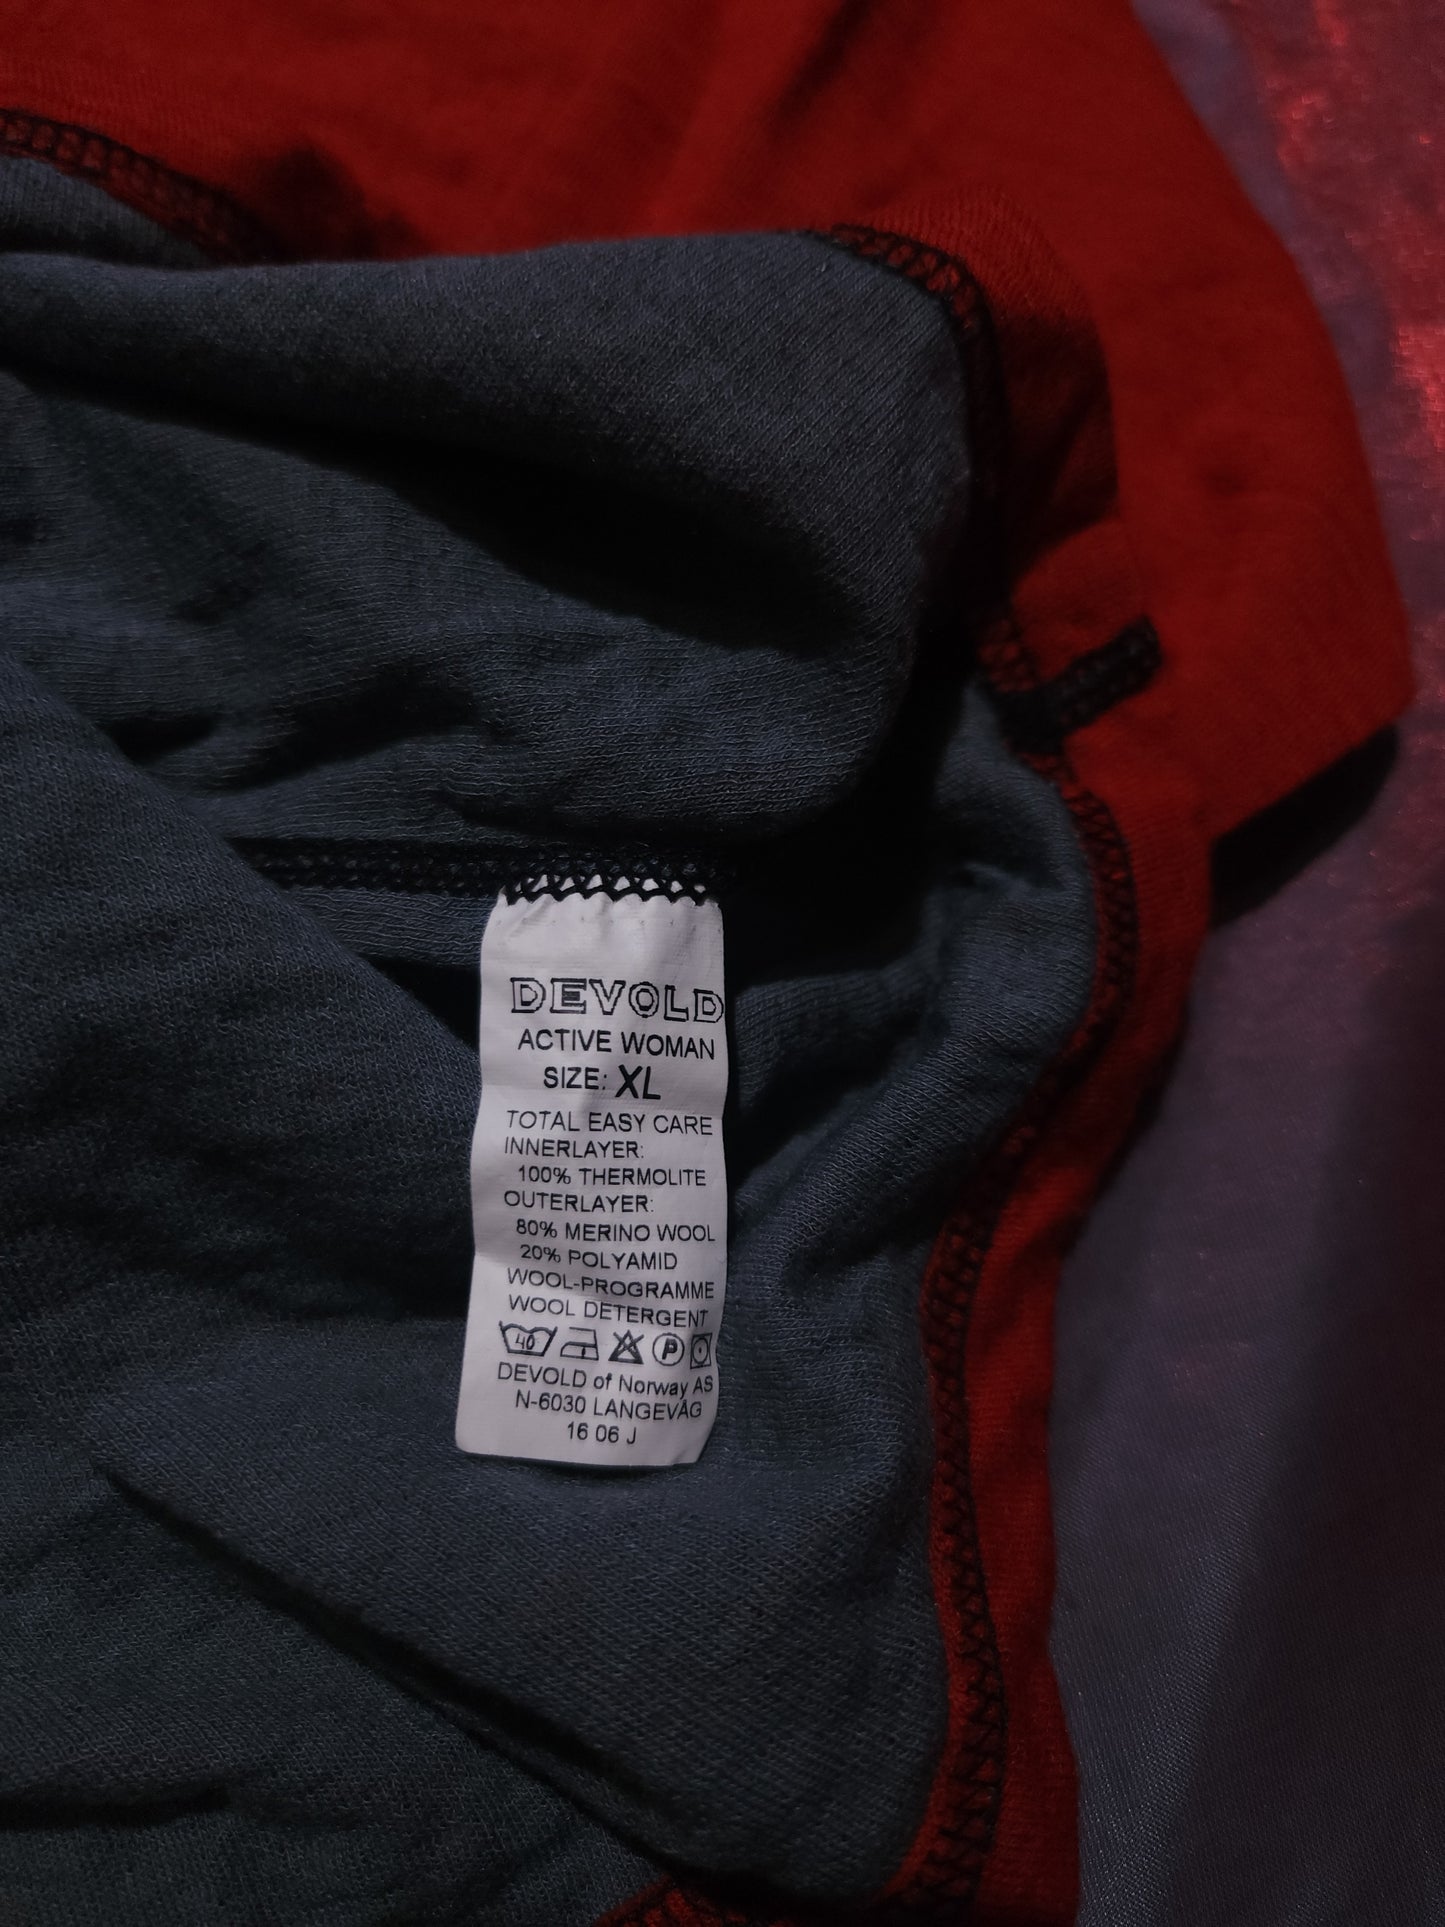 DEVOLD
ACTIVE WOMAN
SIZE: XL
TOTAL EASY CARE
INNERLAYER:
100% THERMOLITE
OUTERLAYER:
80% MERINO WOOL
20% POLYAMID
WOOL-PROGRAMME
WOOL DETERGENT
40 P
DEVOLD of Norway AS
N-6030 LANGEVÅG
16 06 J